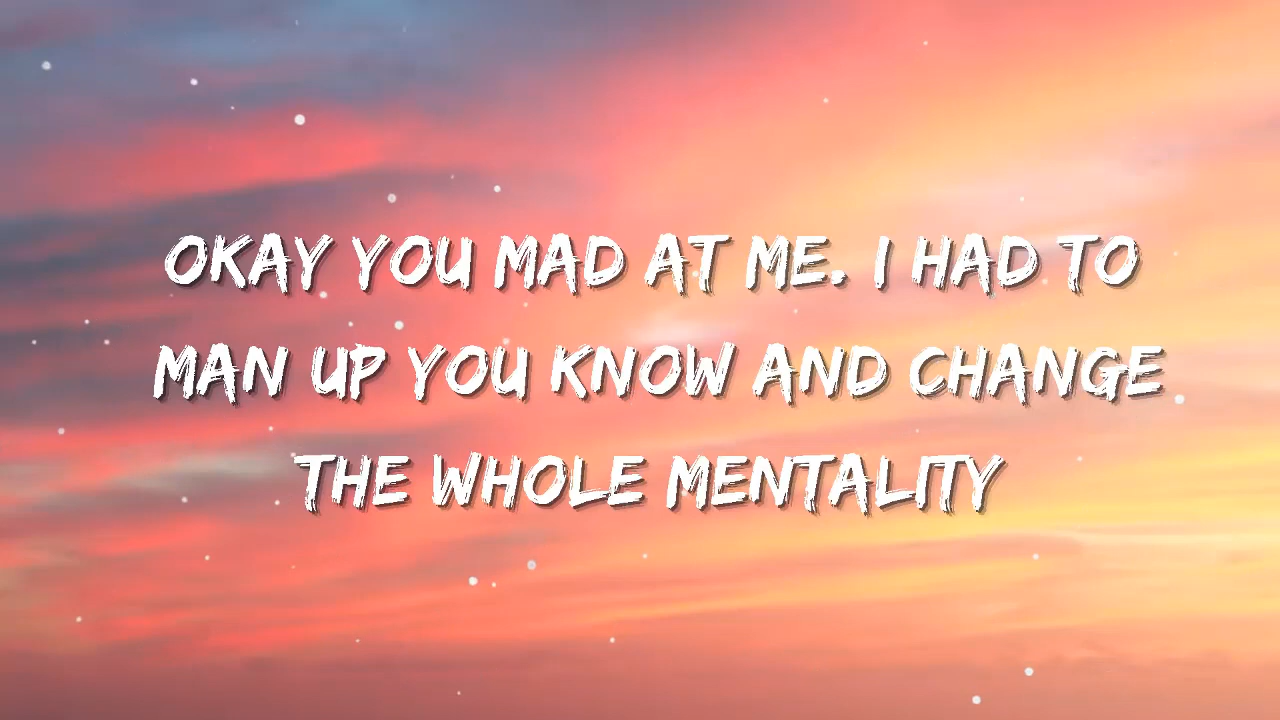 OKAY YOU MAD AT ME. I HAD TO
MAN UP YOU KNOW AND CHANGE
THE WHOLE MENTALITY